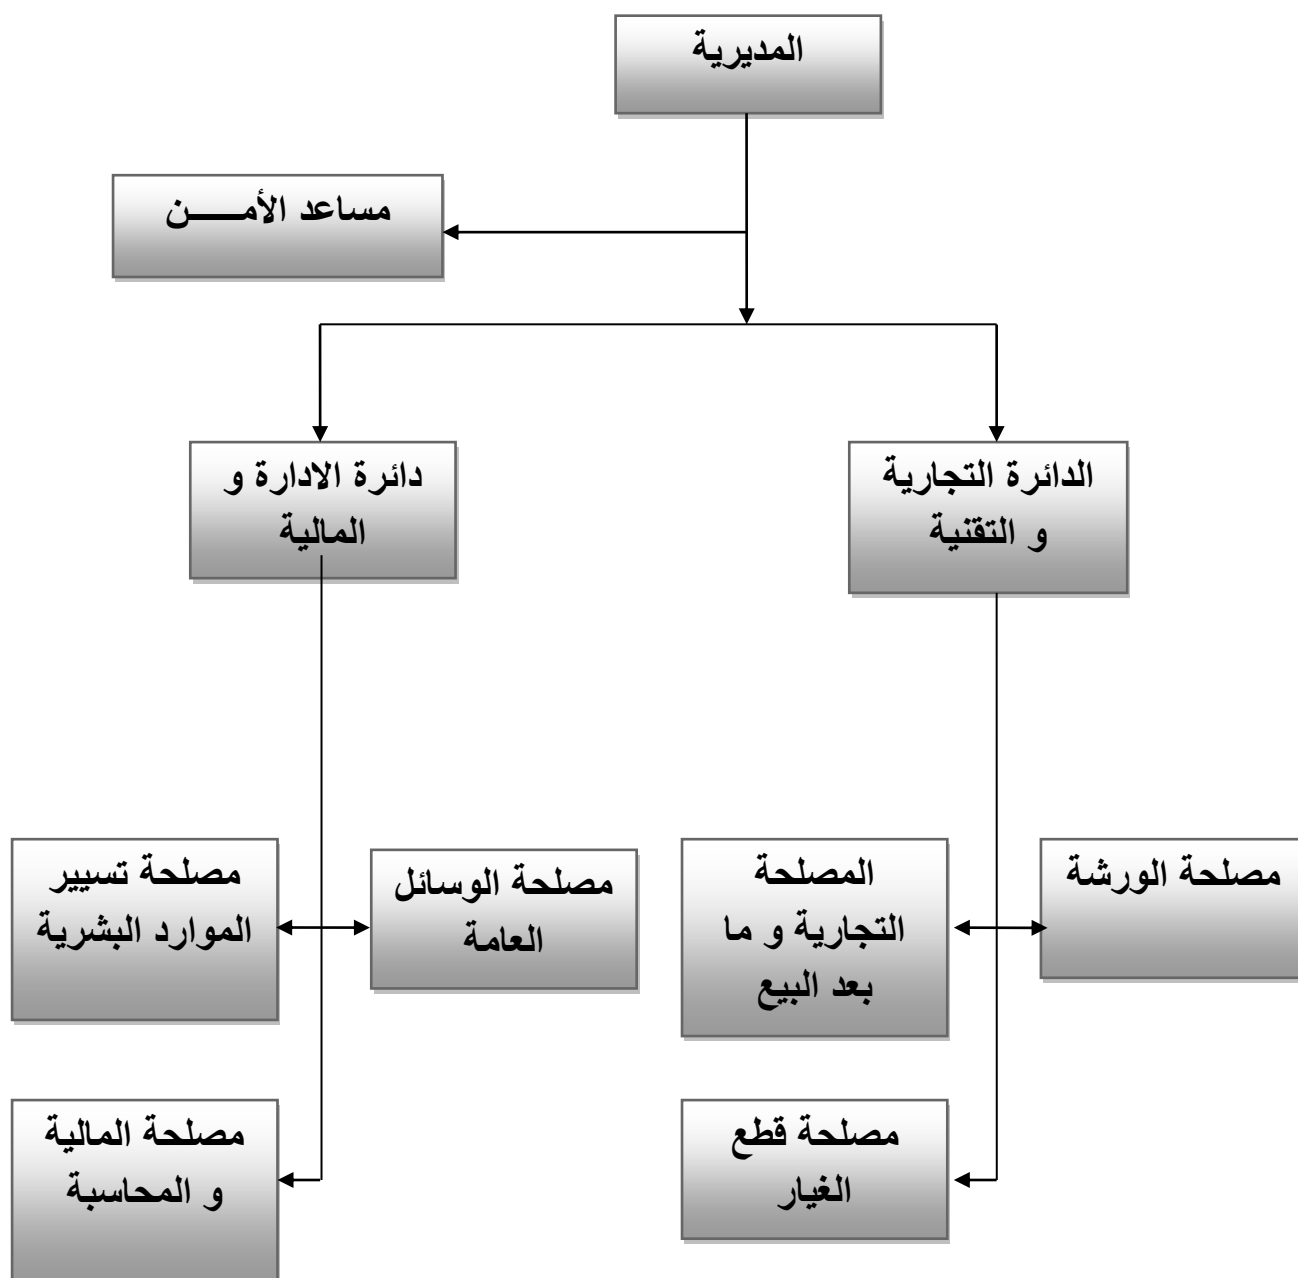 المديرية
مساعد الأمـــــن
الدائرة التجارية
و التقنية
دائرة الادارة و
المالية
مصلحة الورشة
المصلحة
التجارية و ما
بعد البيع
مصلحة الوسائل
العامة
مصلحة تسيير
الموارد البشرية
مصلحة قطع
الغيار
مصلحة المالية
و المحاسبة